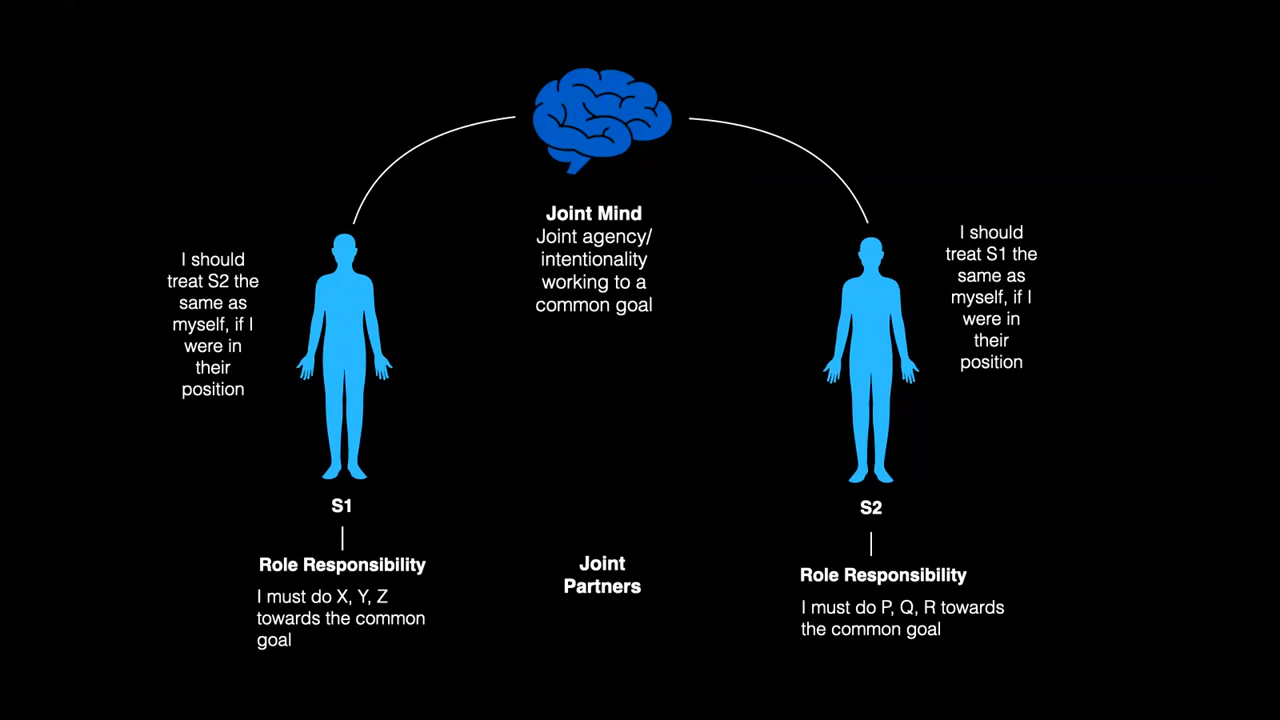 Joint Mind
Joint agency/
intentionality
working to a
common goal
I should
treat S2 the
same as
myself, if I
were in
their
position
I should
treat S1 the
same as
myself, if I
were in
their
position
S1
S2
Role Responsibility
I must do X, Y, Z
towards the common
goal
Joint
Partners
Role Responsibility
I must do P, Q, R towards
the common goal